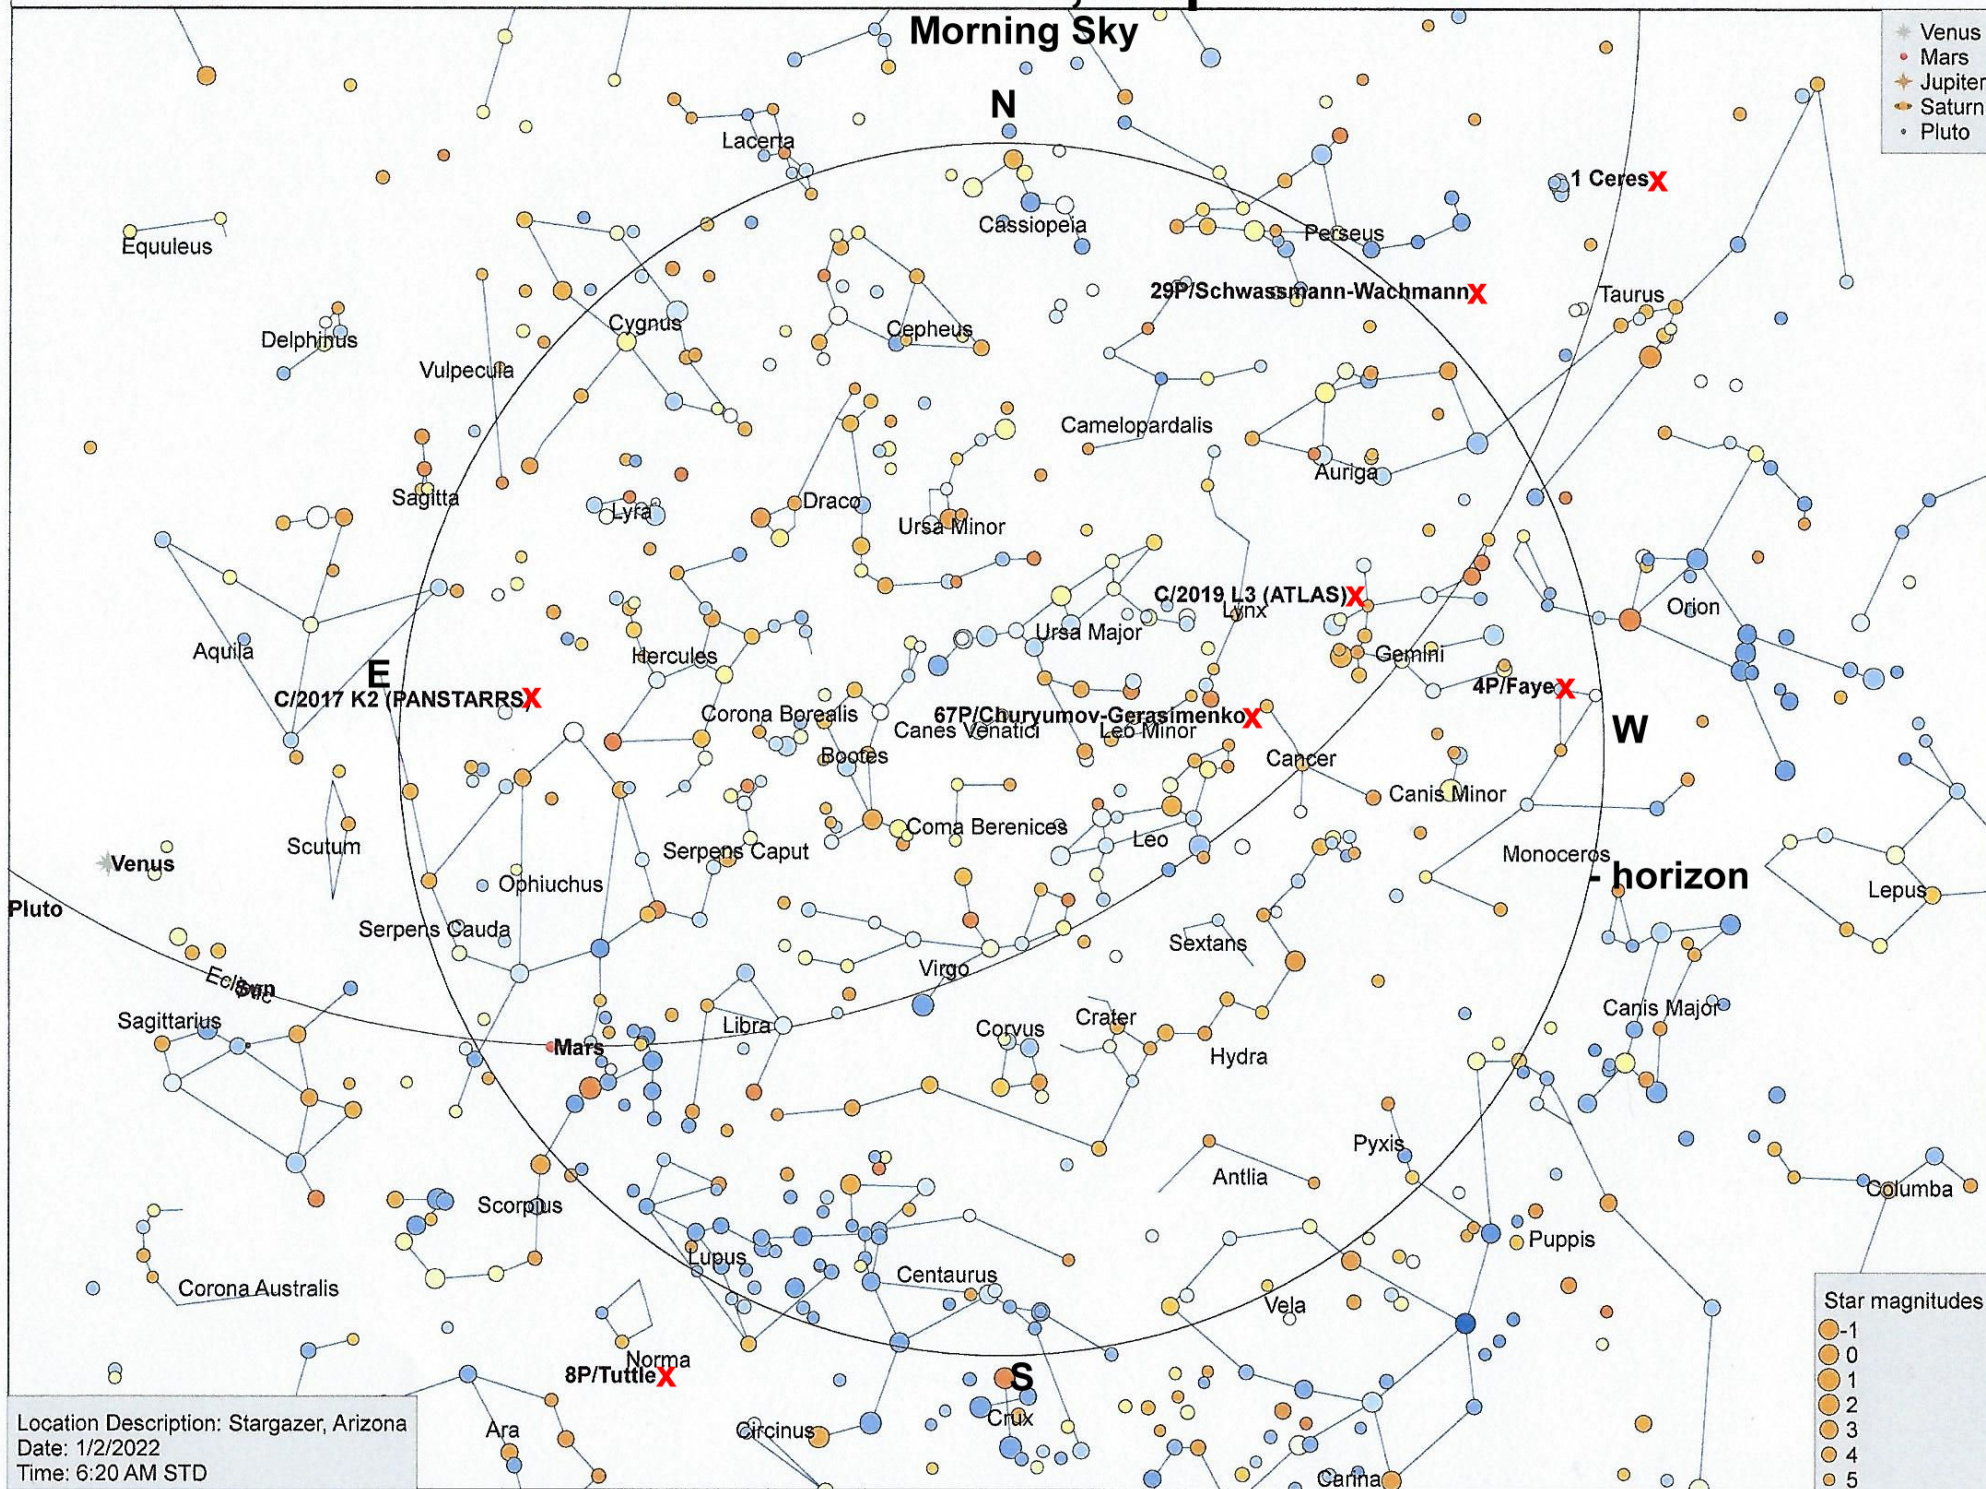 Morning Sky
Venus
Mars
Jupiter
Saturn
Pluto
N
Lacerta
1 Ceres X
Cassiopeia
Perseus
Equuleus
29P/Schwassmann-Wachmann X
Taurus
Cygnus
Cepheus
Delphinus
Vulpecula
Camelopardalis
Auriga
Sagitta
Draco
Lyra
Ursa Minor
C/2019 L3 (ATLAS) X
Lynx
Orion
Ursa Major
Aquila
Hercules
Gemini
E
4P/Faye X
C/2017 K2 (PANSTARRS) X
Corona Borealis
67P/Churyumov-Gerasimenko X
Canes Venatici
Leo Minor
W
Bootes
Cancer
Canis Minor
Coma Berenices
Scutum
Serpens Caput
Leo
Monoceros
Venus
- horizon
Ophiuchus
Lepus
Pluto
Serpens Cauda
Sextans
Virgo
Ecliptic
Sun
Canis Major
Sagittarius
Libra
Corvus
Crater
Mars
Hydra
Pyxis
Antlia
Columba
Scorpius
Puppis
Lupus
Centaurus
Corona Australis
Vela
Star magnitudes
-1
0
1
2
3
4
5
Norma
8P/Tuttle X
S
Crux
Location Description: Stargazer, Arizona
Date: 1/2/2022
Time: 6:20 AM STD
Ara
Circinus
Carina